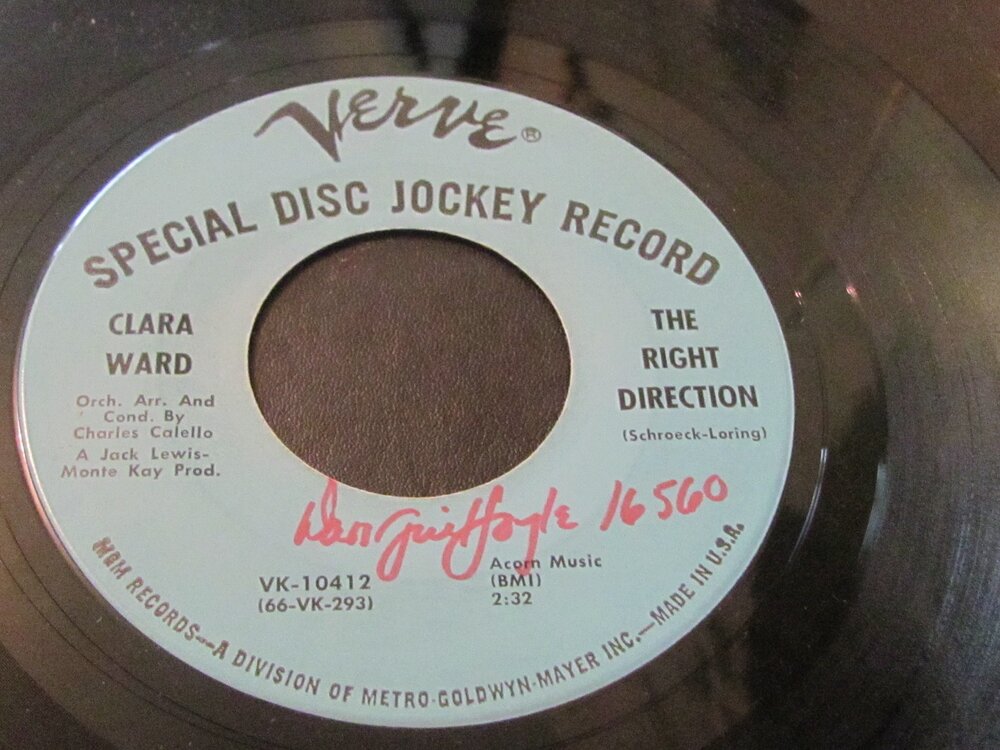 VERVE®
SPECIAL DISC JOCKEY RECORD
CLARA
WARD
Orch. Arr. And
Cond. By
Charles Calello
A Jack Lewis-
Monte Kay Prod.
THE
RIGHT
DIRECTION
(Schroeck-Loring)
16560
VK-10412
(66-VK-293)
Acorn Music
(BMI)
2:32
MGM RECORDS—A DIVISION OF METRO-GOLDWYN-MAYER INC.—MADE IN U.S.A.